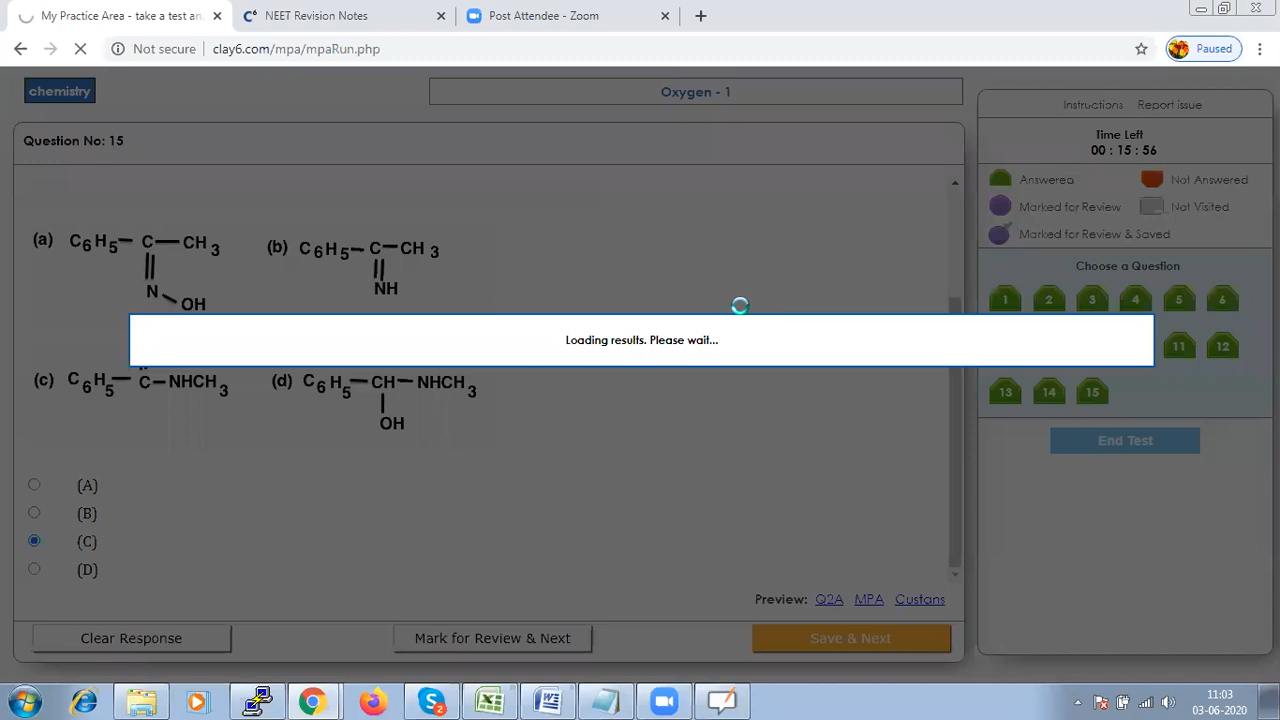 My Practice Area - take a test an
NEET Revision Notes
Post Attendee - Zoom
Not secure
clay6.com/mpa/mpaRun.php
Paused
chemistry
Oxygen - 1
Instructions Report issue
Question No: 15
Time Left
00 : 15 : 56
Answered
Not Answered
Marked for Review
Not Visited
Marked for Review & Saved
Choose a Question
1 2 3 4 5 6
11 12
13 14 15
End Test
(a) C6H5 C CH3
N OH
(b) C6H5 C CH3
NH
Loading results. Please wait...
(c) C6H5 C NHCH3
(d) C6H5 CH NHCH3
OH
(A)
(B)
(C)
(D)
Preview: Q2A MPA Custans
Clear Response
Mark for Review & Next
Save & Next
2
11:03
03-06-2020